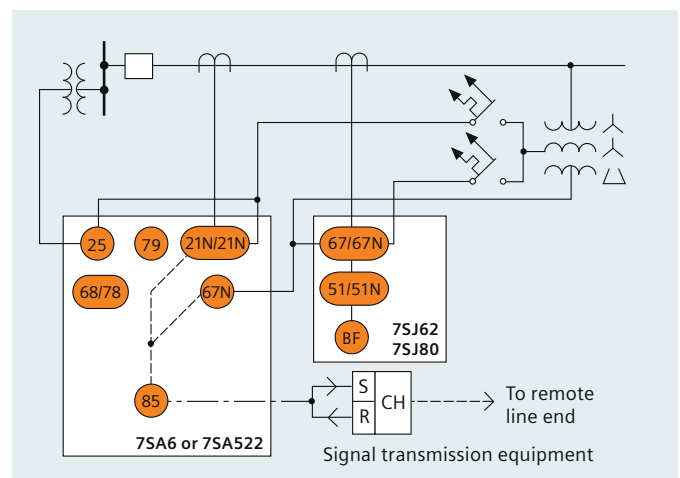 25
79
21N/21N
67/67N
68/78
67N
51/51N
BF
7SJ62
7SJ80
85
S
R
CH
To remote
line end
7SA6 or 7SA522
Signal transmission equipment